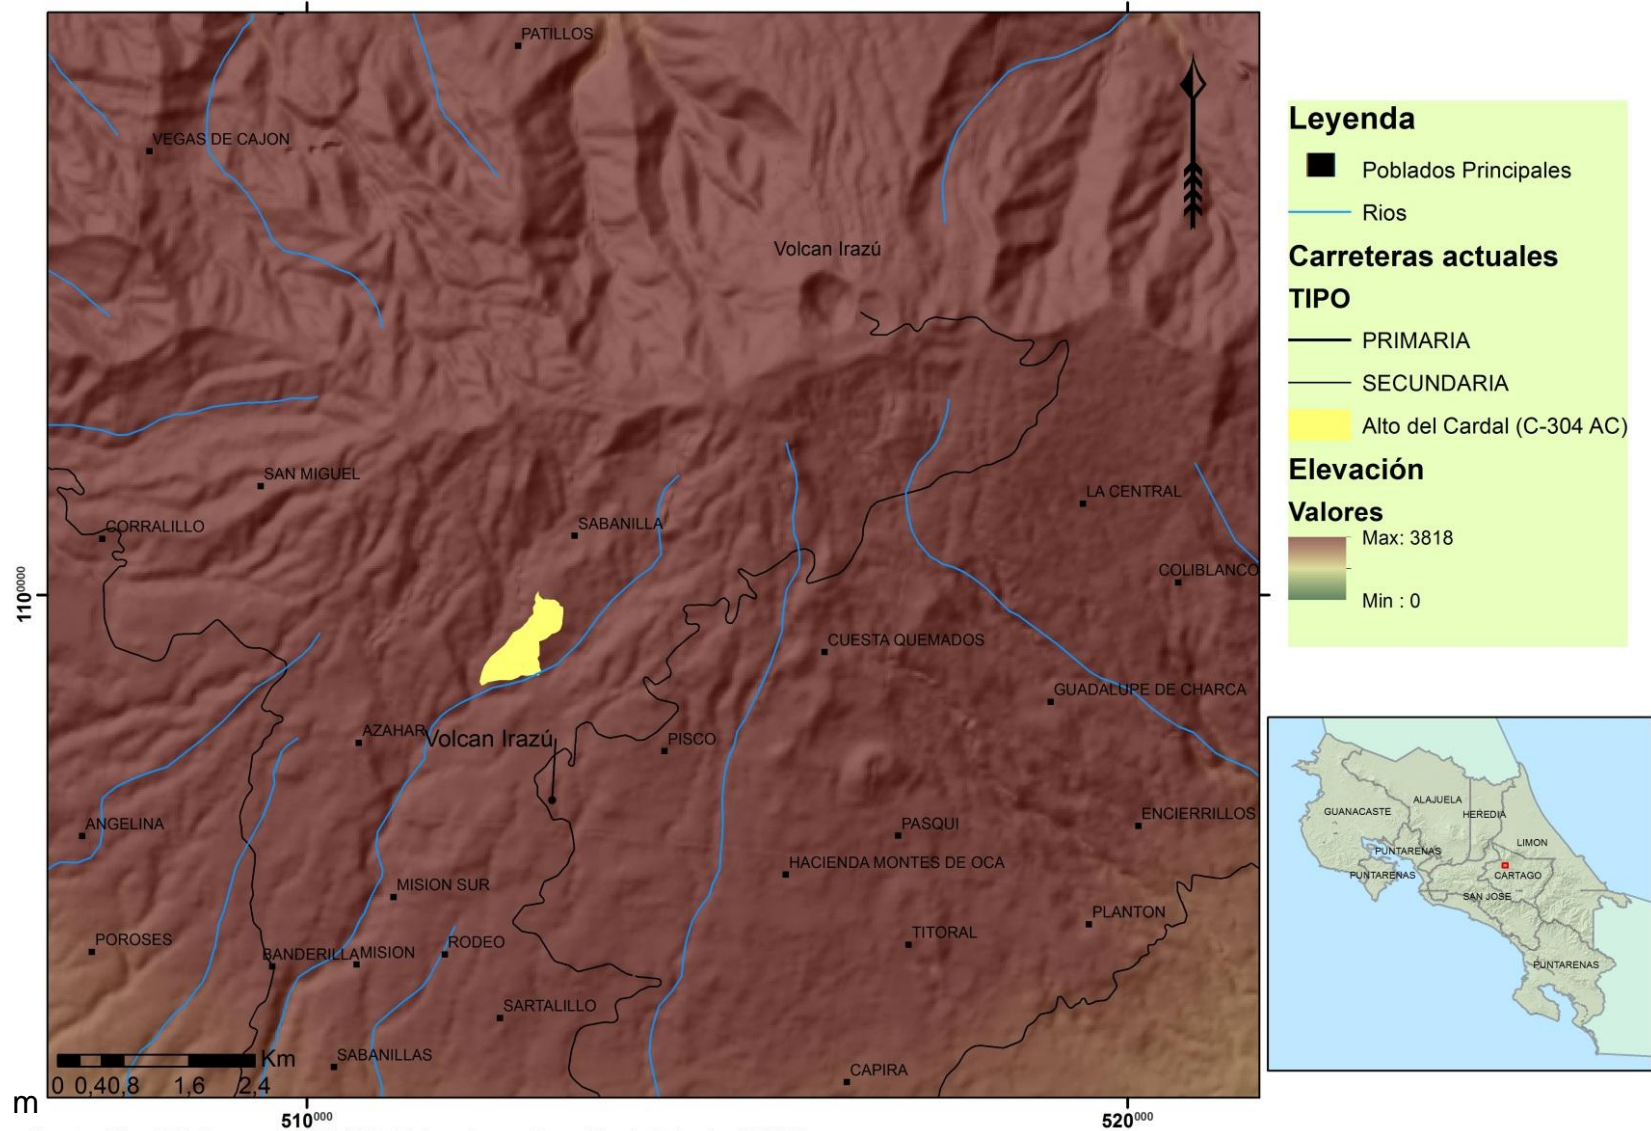 PATILLOS
VEGAS DE CAJON
Volcan Irazú
SAN MIGUEL
LA CENTRAL
CORRALILLO
SABANILLA
COLIBLANCO
CUESTA QUEMADOS
GUADALUPE DE CHARCA
AZAHAR
Volcan Irazú
PISCO
ANGELINA
PASQUI
ENCIERRILLOS
HACIENDA MONTES DE OCA
MISION SUR
PLANTON
POROSES
BANDERILLA
MISION
RODEO
TITORAL
SARTALILLO
SABANILLAS
CAPIRA
Km
0 0,40,8 1,6 2,4
m
1100000
510000
520000
Leyenda
Poblados Principales
Rios
Carreteras actuales
TIPO
PRIMARIA
SECUNDARIA
Alto del Cardal (C-304 AC)
Elevación
Valores
Max: 3818
Min : 0
GUANACASTE
ALAJUELA
HEREDIA
LIMON
PUNTARENAS
PUNTARENAS
CARTAGO
SAN JOSE
PUNTARENAS